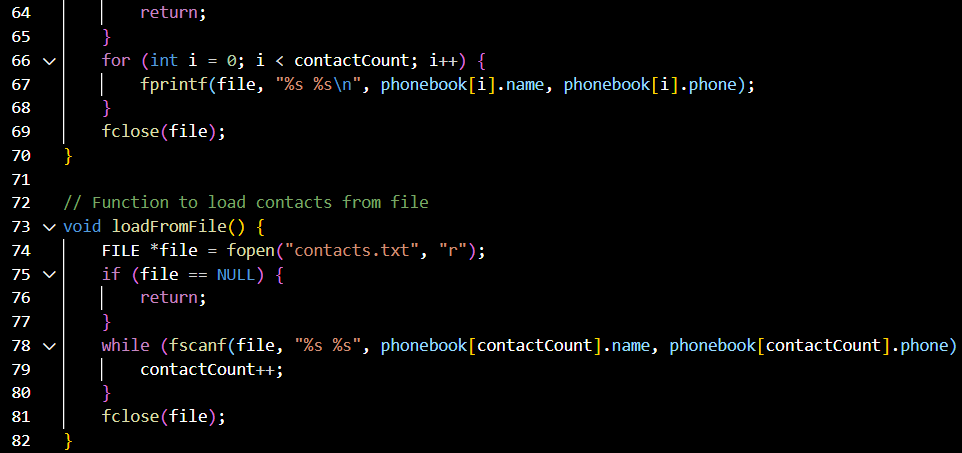 64 return;
65 }
66 for (int i = 0; i < contactCount; i++) {
67 fprintf(file, "%s %s\n", phonebook[i].name, phonebook[i].phone);
68 }
69 fclose(file);
70 }
71
72 // Function to load contacts from file
73 void loadFromFile() {
74 FILE *file = fopen("contacts.txt", "r");
75 if (file == NULL) {
76 return;
77 }
78 while (fscanf(file, "%s %s", phonebook[contactCount].name, phonebook[contactCount].phone)
79 contactCount++;
80 }
81 fclose(file);
82 }